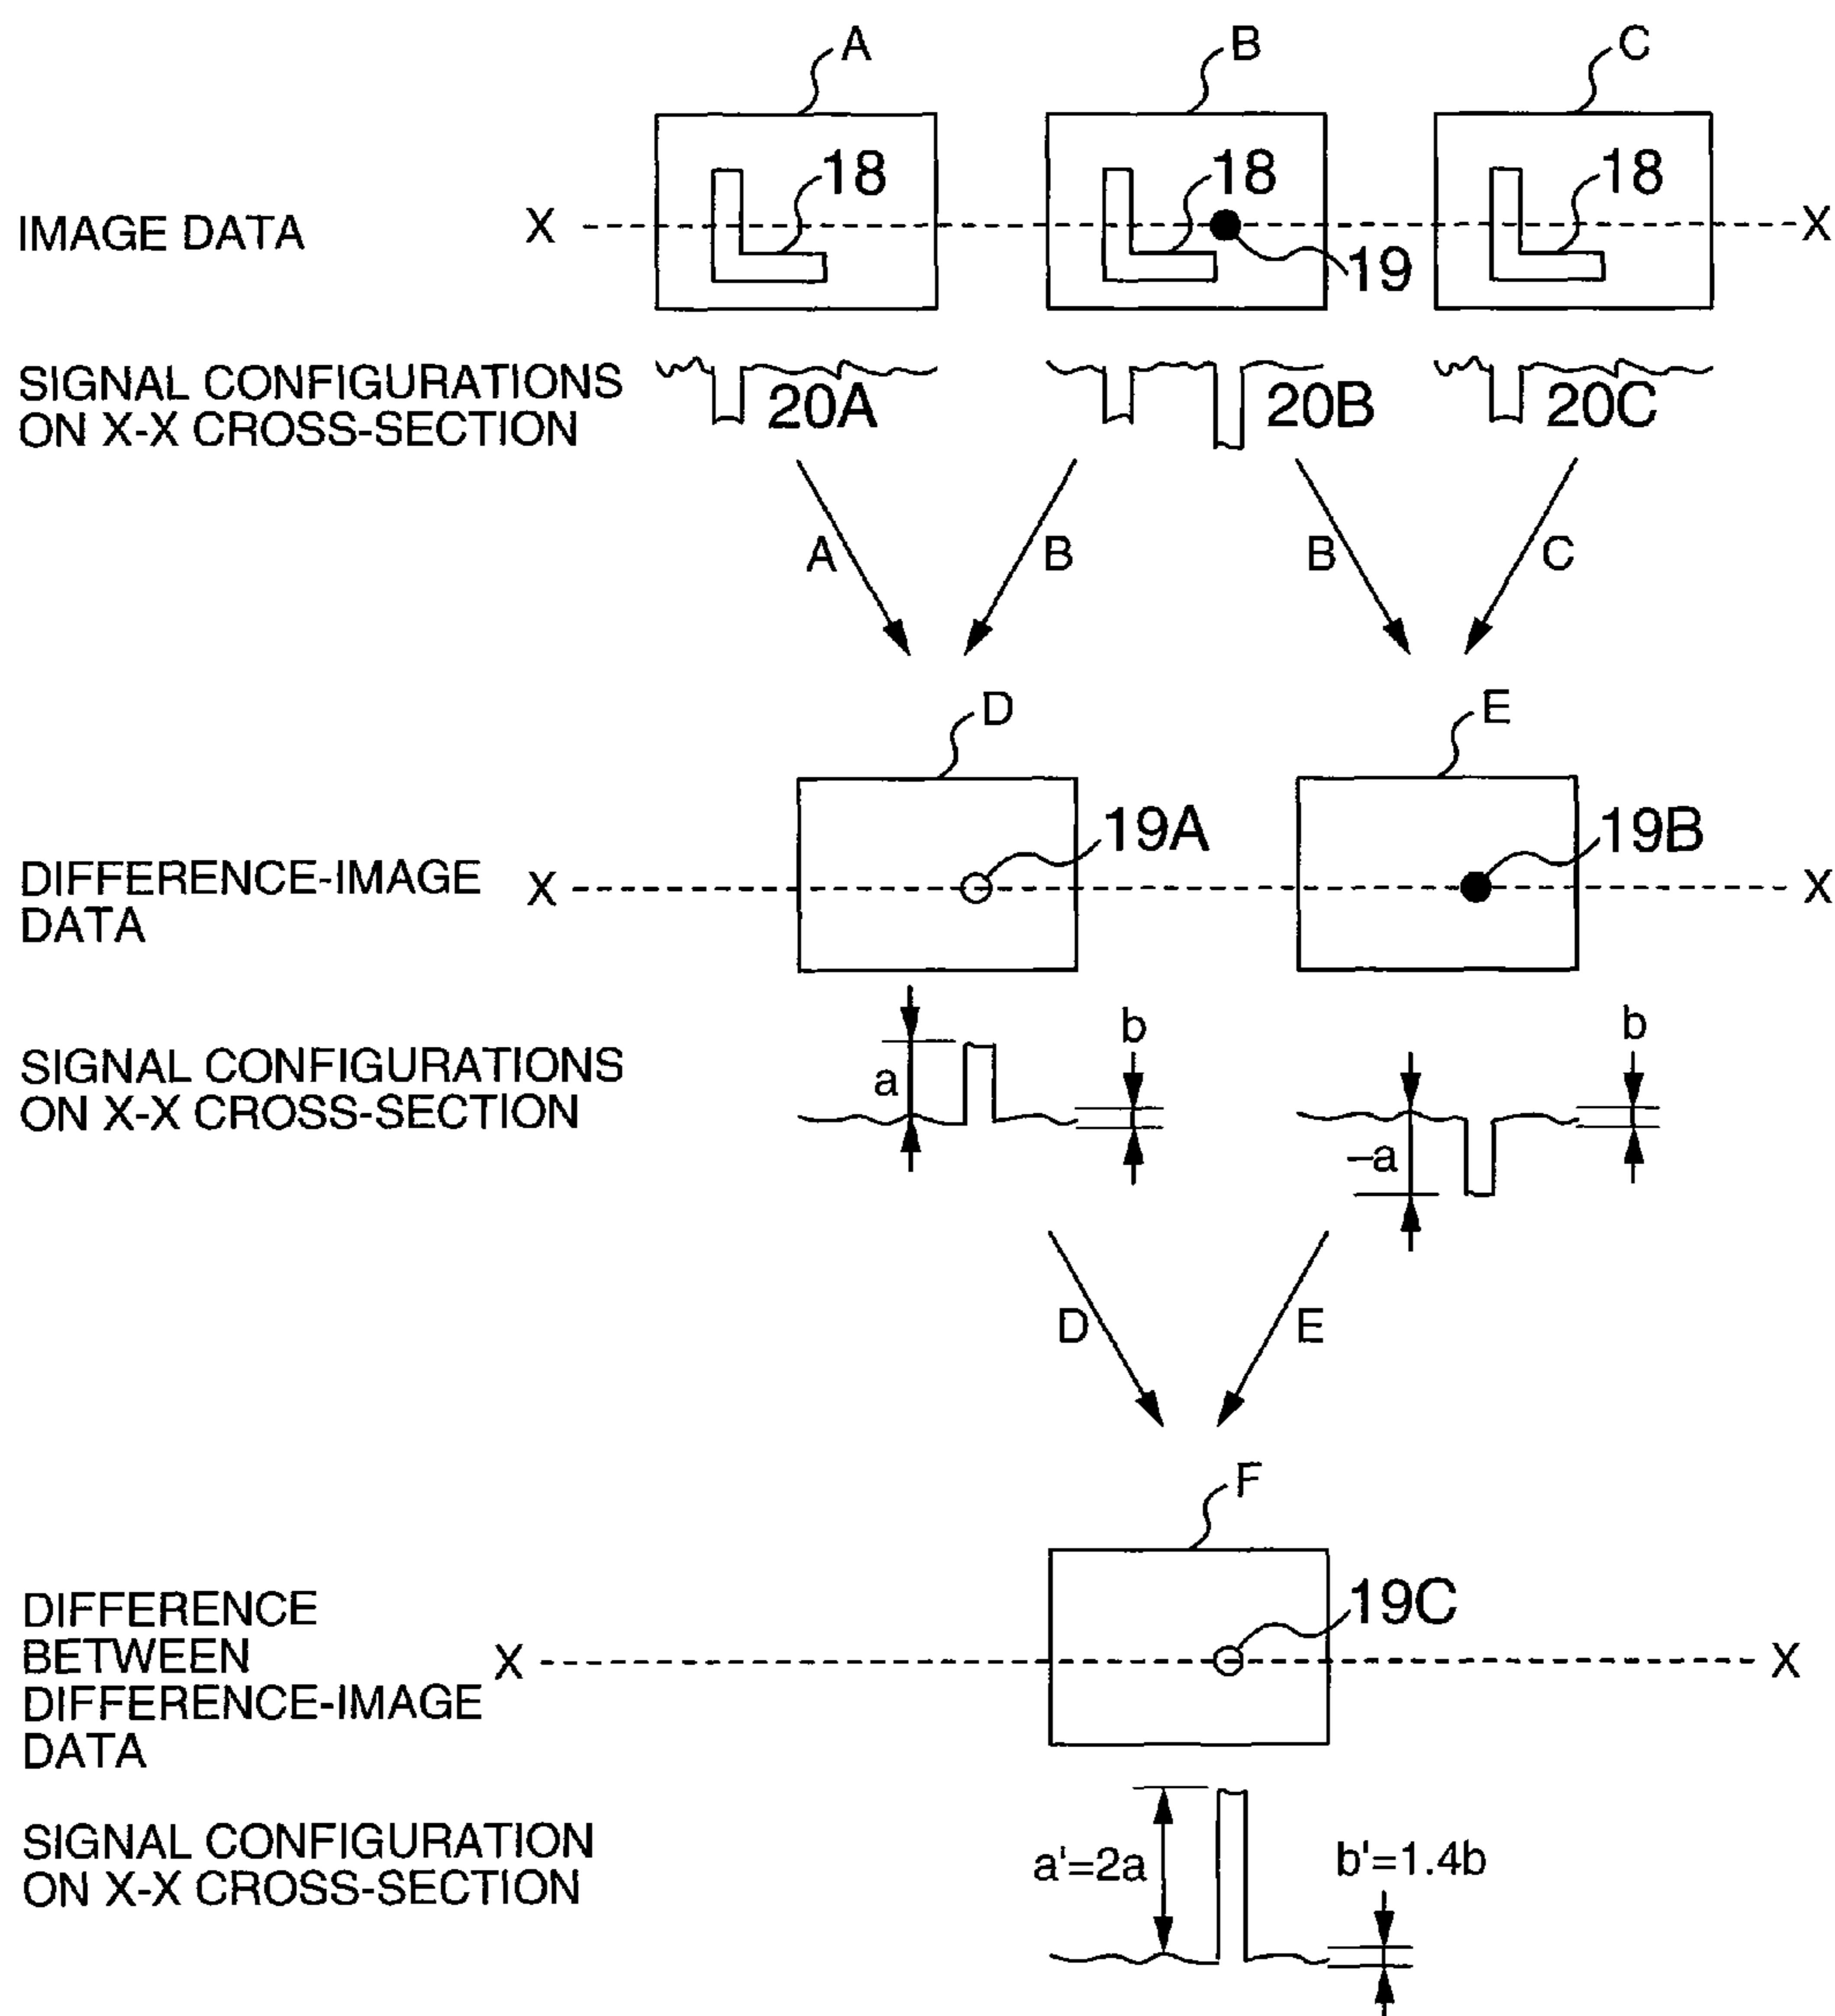 A B C
18 18 18
IMAGE DATA X X
19
SIGNAL CONFIGURATIONS
ON X-X CROSS-SECTION
20A 20B 20C
A B B C
D E
19A 19B
DIFFERENCE-IMAGE
DATA
X X
b b
SIGNAL CONFIGURATIONS
ON X-X CROSS-SECTION
a
–a
D E
F
19C
DIFFERENCE
BETWEEN
DIFFERENCE-IMAGE
DATA
X X
SIGNAL CONFIGURATION
ON X-X CROSS-SECTION
a'=2a b'=1.4b